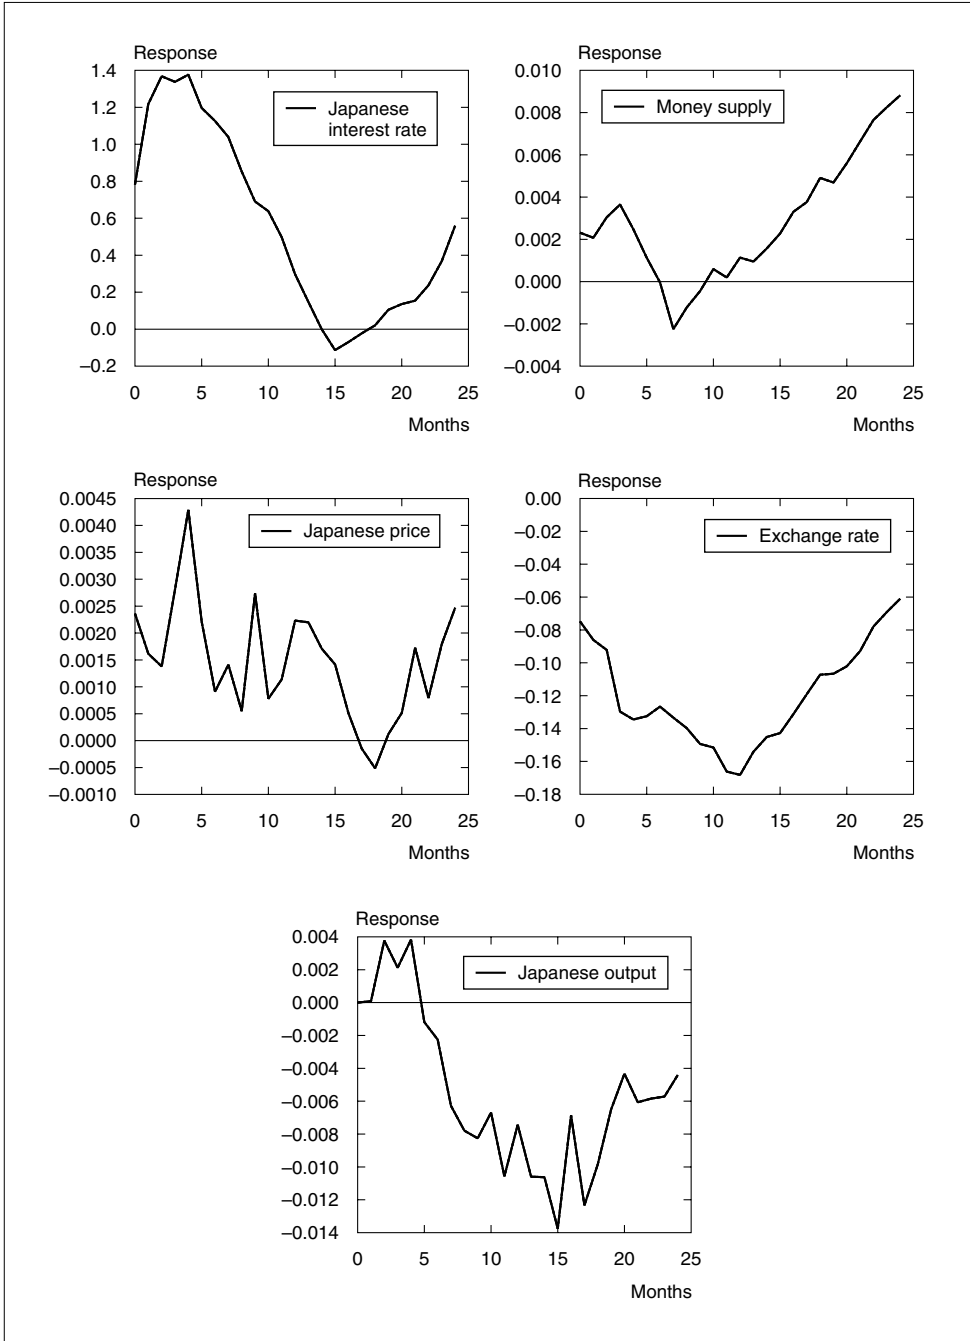 Response
1.4
1.2
1.0
0.8
0.6
0.4
0.2
0.0
–0.2
Japanese
interest rate
0 5 10 15 20 25
Months
Response
0.010
0.008
0.006
0.004
0.002
0.000
–0.002
–0.004
Money supply
0 5 10 15 20 25
Months
Response
0.0045
0.0040
0.0035
0.0030
0.0025
0.0020
0.0015
0.0010
0.0005
0.0000
–0.0005
–0.0010
Japanese price
0 5 10 15 20 25
Months
Response
0.00
–0.02
–0.04
–0.06
–0.08
–0.10
–0.12
–0.14
–0.16
–0.18
Exchange rate
0 5 10 15 20 25
Months
Response
0.004
0.002
0.000
–0.002
–0.004
–0.006
–0.008
–0.010
–0.012
–0.014
Japanese output
0 5 10 15 20 25
Months